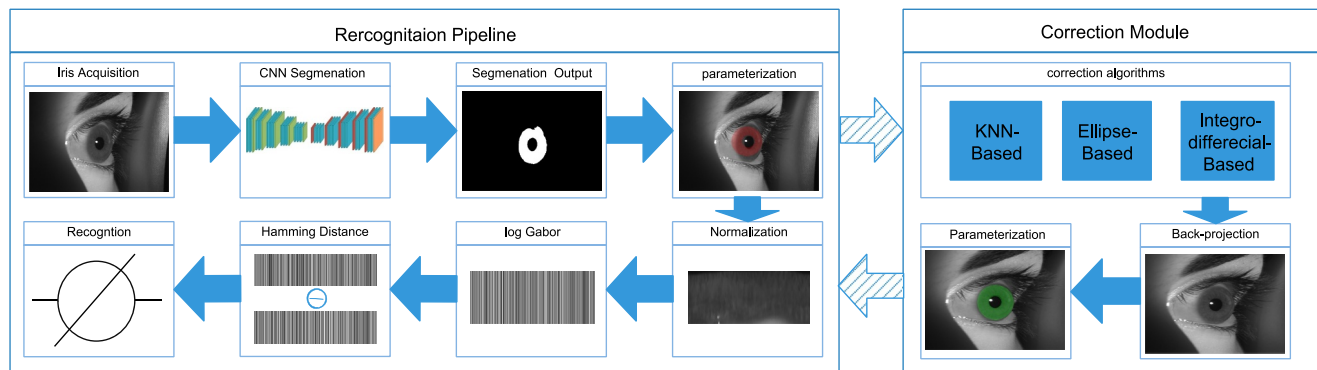 Rercognitaion Pipeline
Correction Module
Iris Acquisition
CNN Segmenation
Segmenation Output
parameterization
correction algorithms
KNN-
Based
Ellipse-
Based
Integro-
differecial-
Based
Recogntion
Hamming Distance
log Gabor
Normalization
Parameterization
Back-projection